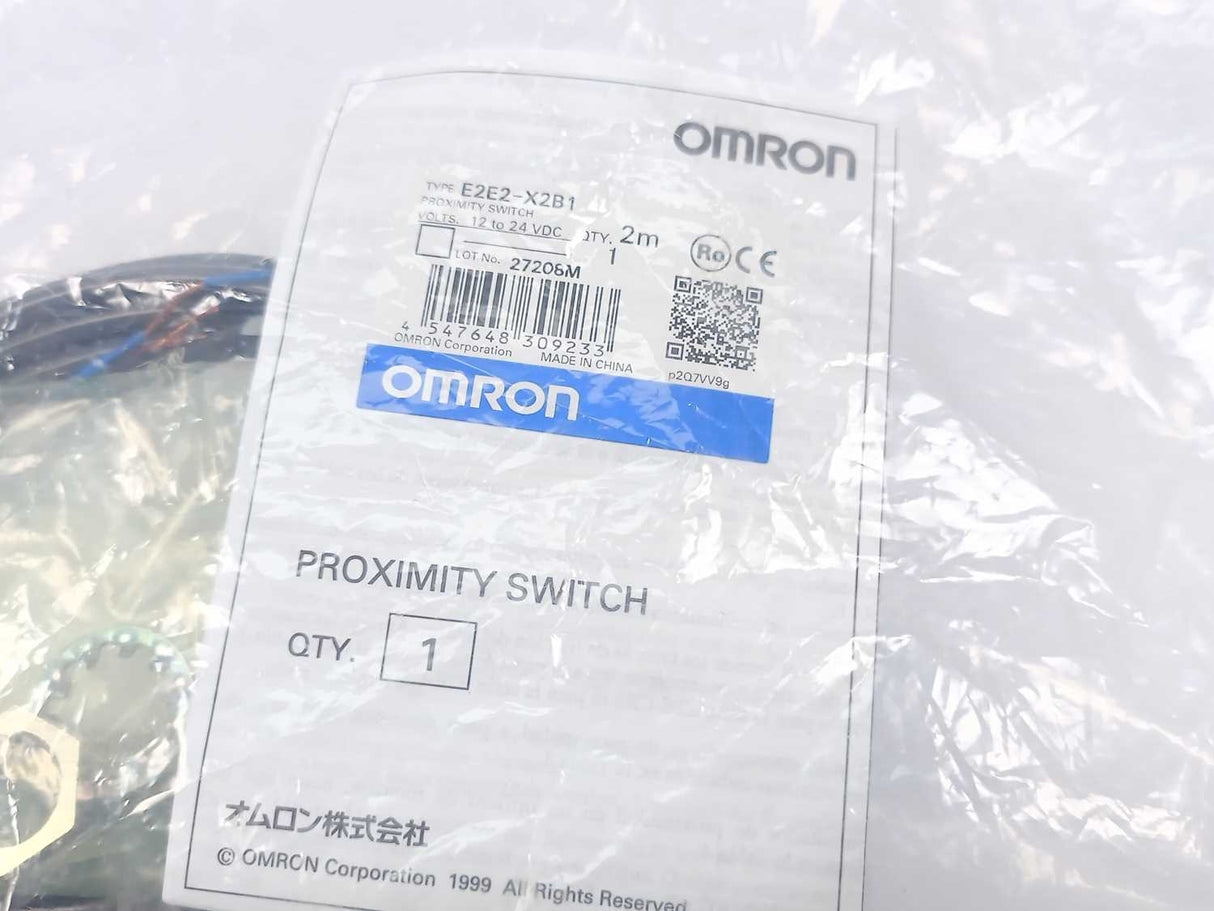 OMRON
TYPE E2E2-X2B1
PROXIMITY SWITCH
VOLTS. 12 to 24 VDC QTY. 2m
1
LOT No. 27206M
Ro CE
4 547648 309233
OMRON Corporation MADE IN CHINA
p2Q7VV9g
OMRON
PROXIMITY SWITCH
QTY. 1
オムロン株式会社
© OMRON Corporation 1999 All Rights Reserved